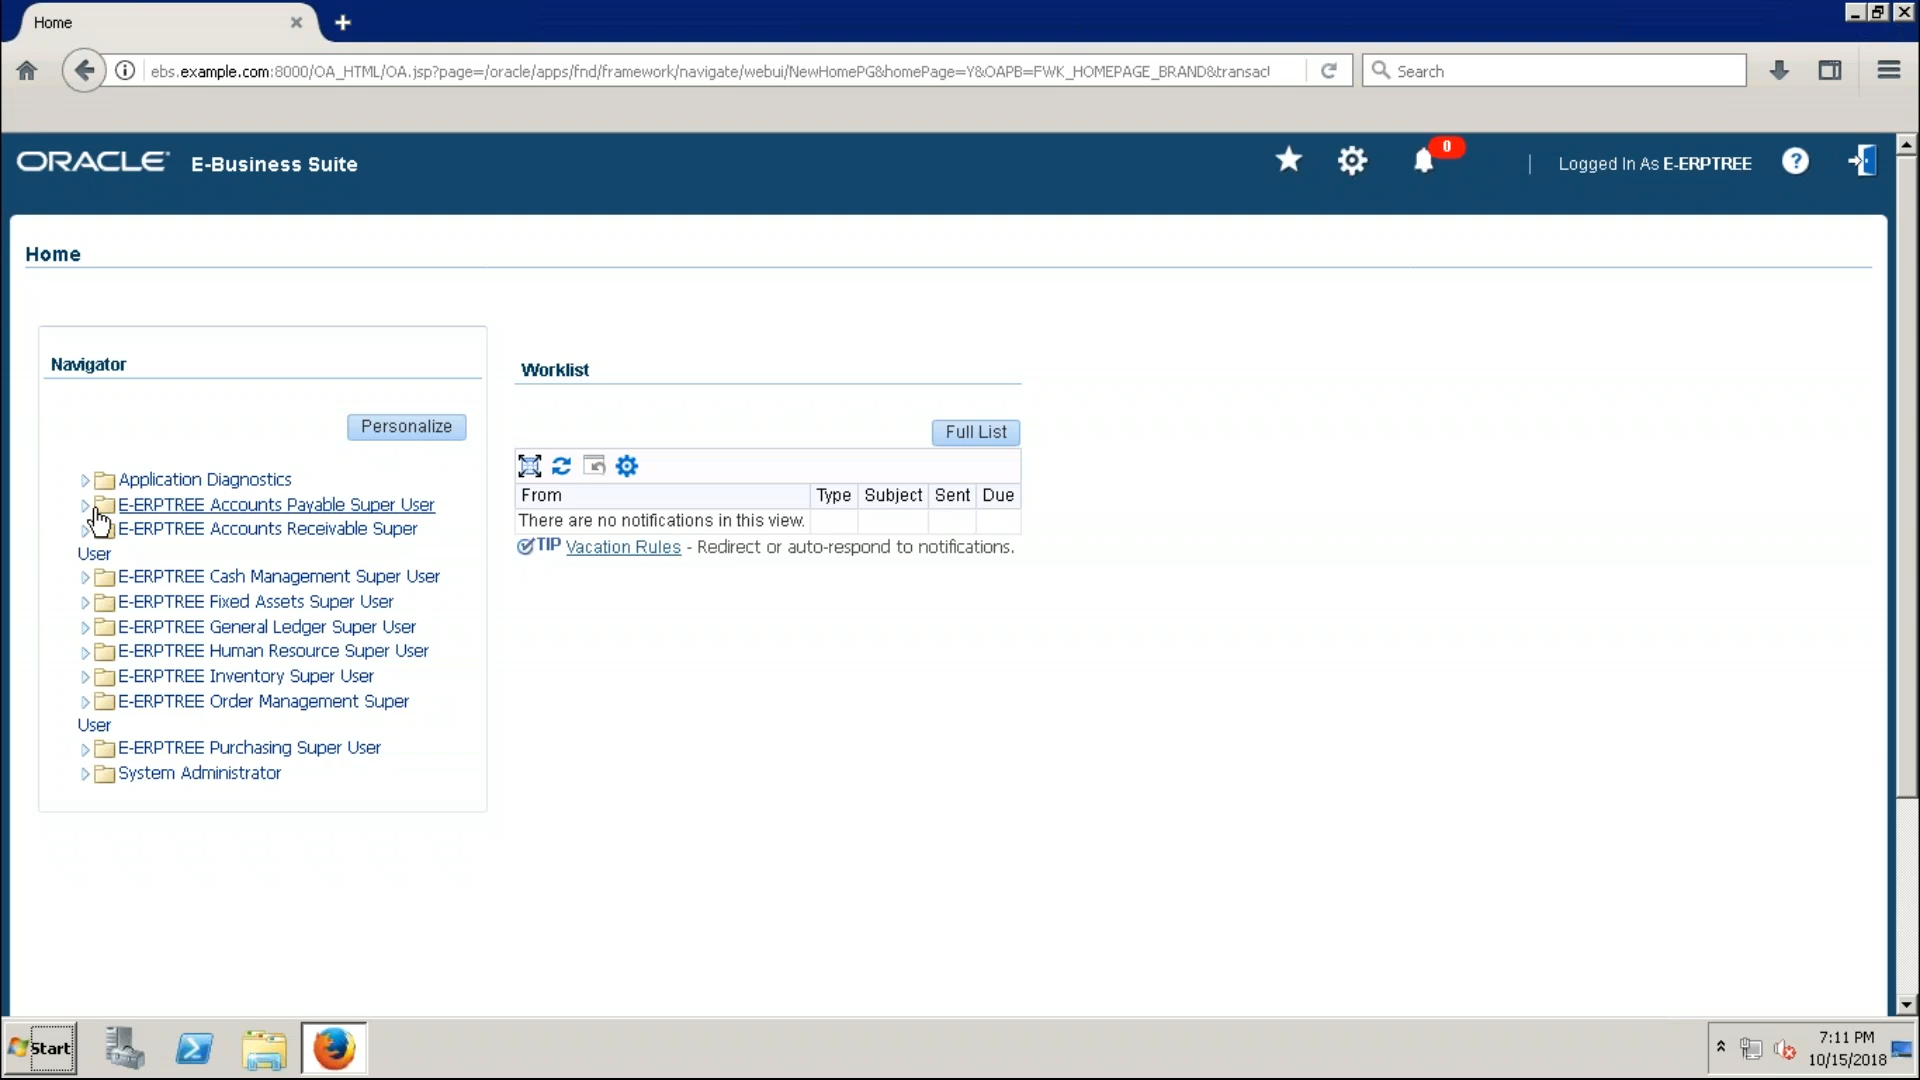 Home
ebs.example.com:8000/OA_HTML/OA.jsp?page=/oracle/apps/fnd/framework/navigate/webui/NewHomePG&homePage=Y&OAPB=FWK_HOMEPAGE_BRAND&transact
Search
ORACLE E-Business Suite
0
Logged In As E-ERPTREE
?
Home
Navigator
Personalize
Application Diagnostics
E-ERPTREE Accounts Payable Super User
E-ERPTREE Accounts Receivable Super
User
E-ERPTREE Cash Management Super User
E-ERPTREE Fixed Assets Super User
E-ERPTREE General Ledger Super User
E-ERPTREE Human Resource Super User
E-ERPTREE Inventory Super User
E-ERPTREE Order Management Super
User
E-ERPTREE Purchasing Super User
System Administrator
Worklist
Full List
From Type Subject Sent Due
There are no notifications in this view.
TIP Vacation Rules - Redirect or auto-respond to notifications.
Start
7:11 PM
10/15/2018